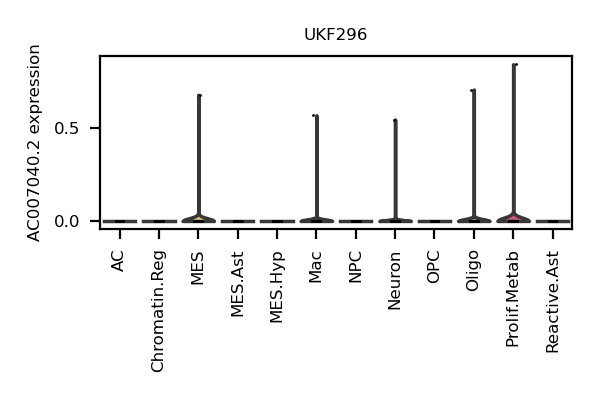 UKF296
AC007040.2 expression
0.5
0.0
AC
Chromatin.Reg
MES
MES.Ast
MES.Hyp
Mac
NPC
Neuron
OPC
Oligo
Prolif.Metab
Reactive.Ast